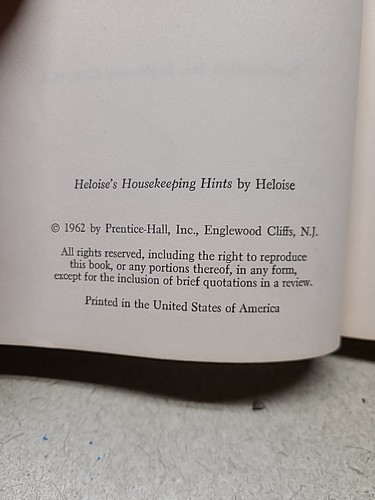 Heloise's Housekeeping Hints by Heloise
© 1962 by Prentice-Hall, Inc., Englewood Cliffs, N.J.
All rights reserved, including the right to reproduce
this book, or any portions thereof, in any form,
except for the inclusion of brief quotations in a review.
Printed in the United States of America